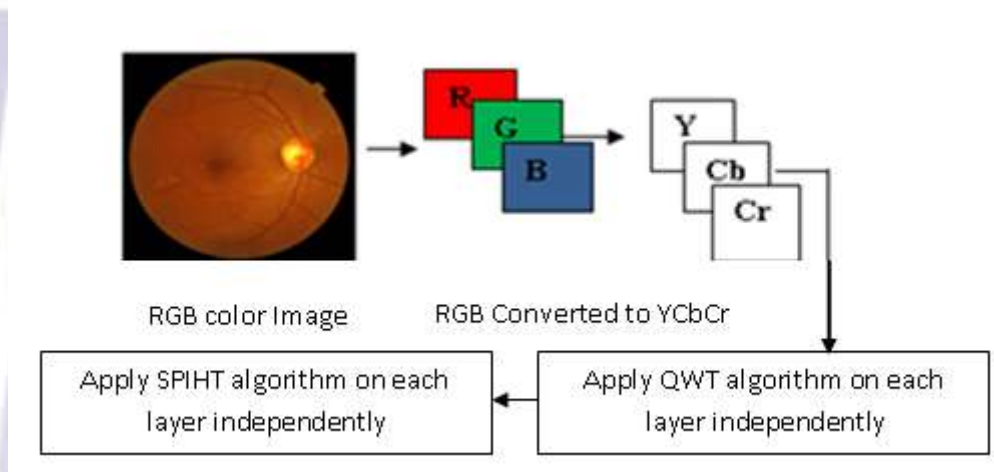 R
G
B
Y
Cb
Cr
RGB color Image
RGB Converted to YCbCr
Apply SPIHT algorithm on each
layer independently
Apply QWT algorithm on each
layer independently